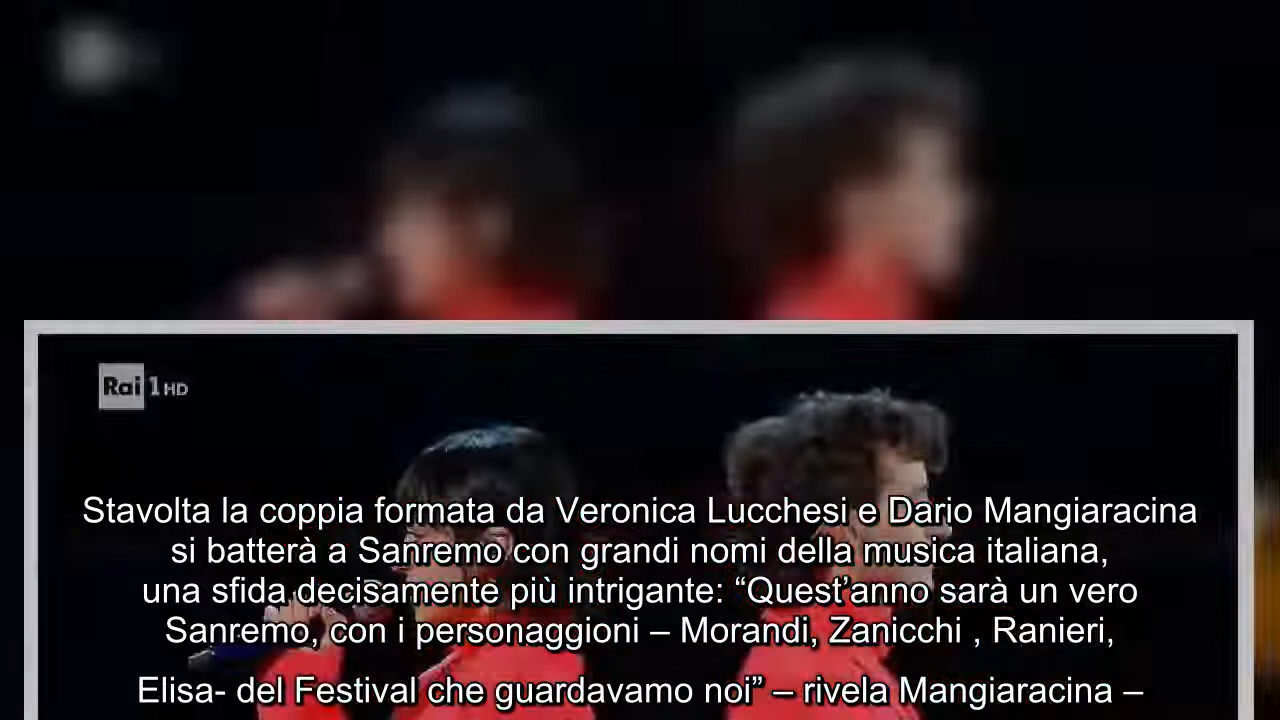 Rai 1 HD
Stavolta la coppia formata da Veronica Lucchesi e Dario Mangiaracina
si batterà a Sanremo con grandi nomi della musica italiana,
una sfida decisamente più intrigante: “Quest’anno sarà un vero
Sanremo, con i personaggioni – Morandi, Zanicchi , Ranieri,
Elisa- del Festival che guardavamo noi” – rivela Mangiaracina –